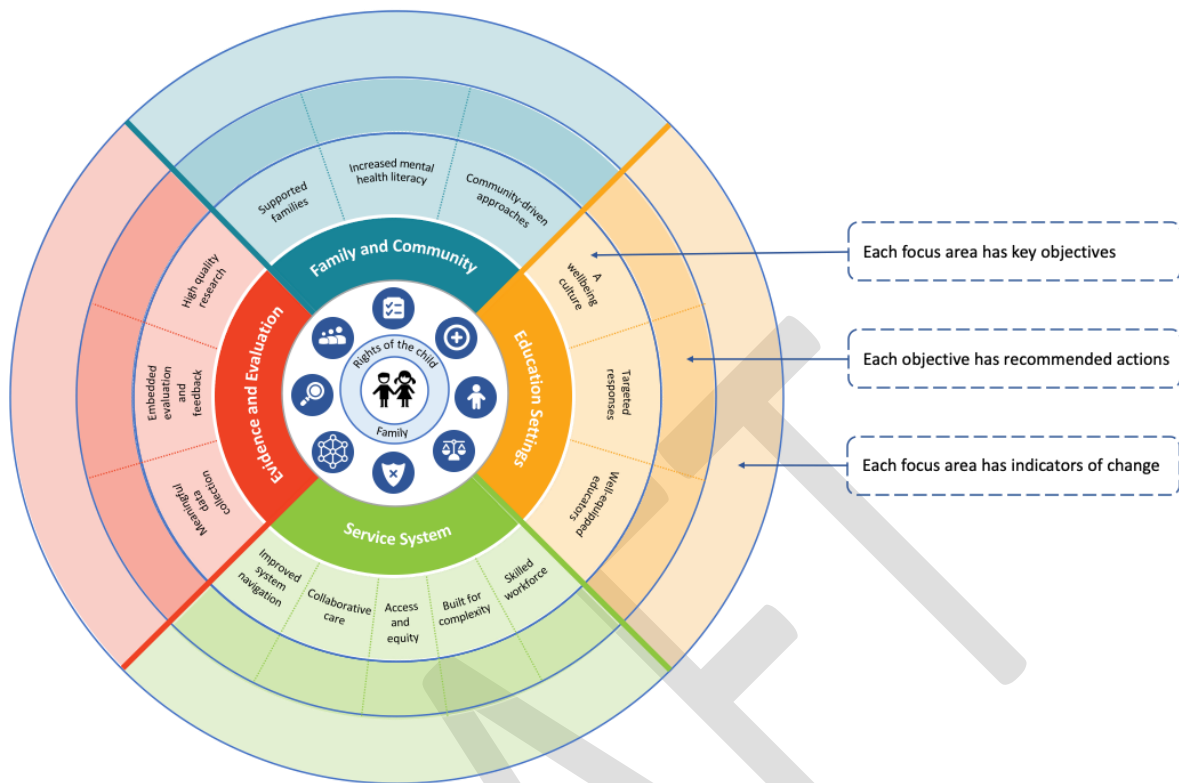 Supported
families
Increased mental
health literacy
Community-driven
approaches
Family and Community
A
wellbeing
culture
Targeted
responses
Well-equipped
educators
Education Settings
Skilled
workforce
Built for
complexity
Access
and
equity
Collaborative
care
Improved
system
navigation
Service System
Meaningful
data
collection
Embedded
evaluation
and
feedback
High quality
research
Evidence and Evaluation
Rights of the child
Family
Each focus area has key objectives
Each objective has recommended actions
Each focus area has indicators of change